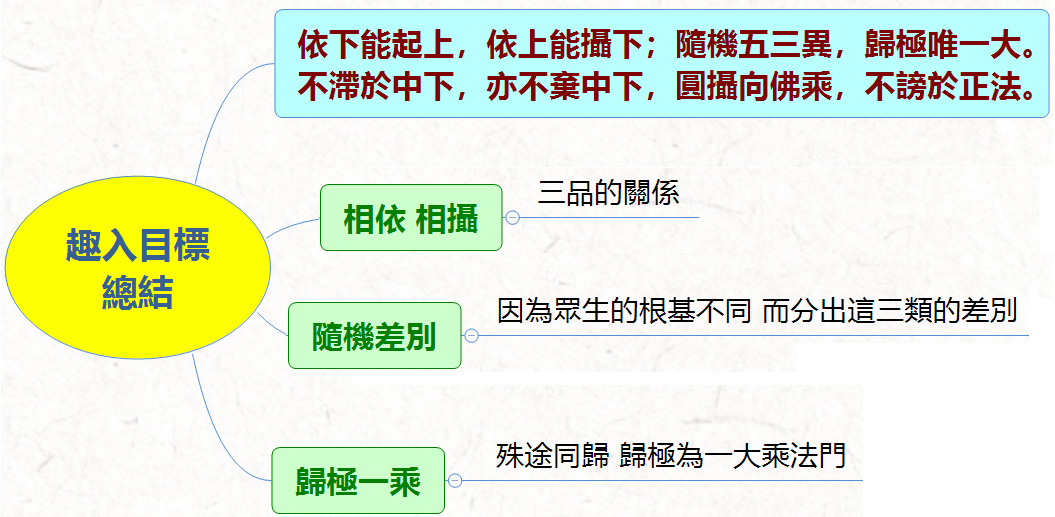 依下能起上，依上能攝下；隨機五三異，歸極唯一大。
不滯於中下，亦不棄中下，圓攝向佛乘，不謗於正法。
趣入目標
總結
相依 相攝
三品的關係
隨機差別
因為眾生的根基不同 而分出這三類的差別
歸極一乘
殊途同歸 歸極為一大乘法門